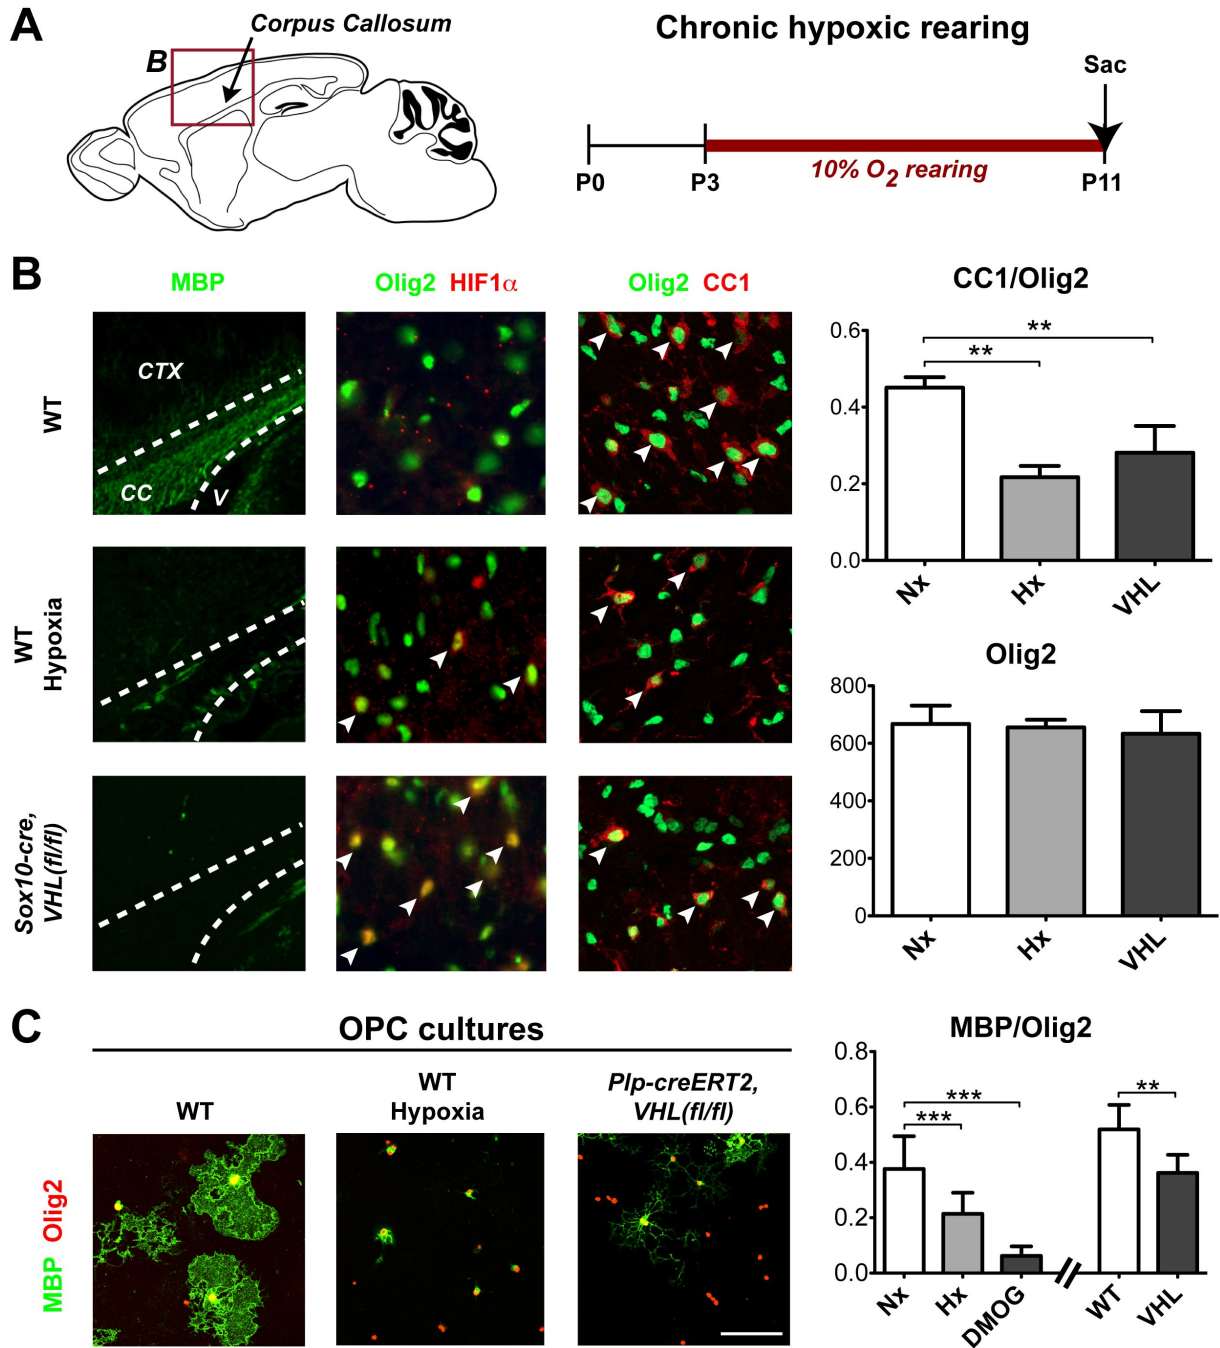 A
Corpus Callosum
B
Chronic hypoxic rearing
Sac
10% O2 rearing
P0
P3
P11
B
MBP
Olig2 HIF1α
Olig2 CC1
WT
CTX
CC
V
WT
Hypoxia
Sox10-cre,
VHL(fl/fl)
CC1/Olig2
0.6
0.4
0.2
0.0
**
**
Nx
Hx
VHL
Olig2
800
600
400
200
0
Nx
Hx
VHL
C
OPC cultures
WT
WT
Hypoxia
Plp-creERT2,
VHL(fl/fl)
MBP Olig2
MBP/Olig2
0.8
0.6
0.4
0.2
0.0
***
***
**
Nx
Hx
DMOG
WT
VHL